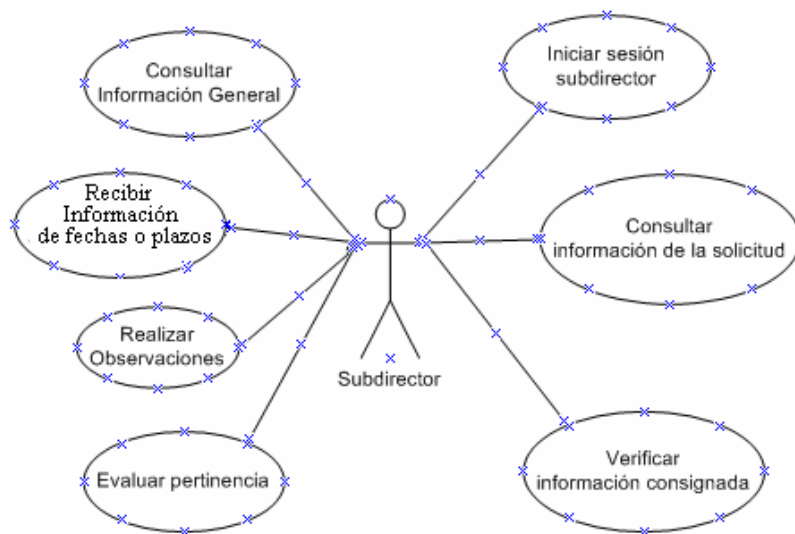 Consultar
Información General
Iniciar sesión
subdirector
Recibir
Información
de fechas o plazos
Consultar
información de la solicitud
Realizar
Observaciones
Subdirector
Evaluar pertinencia
Verificar
información consignada